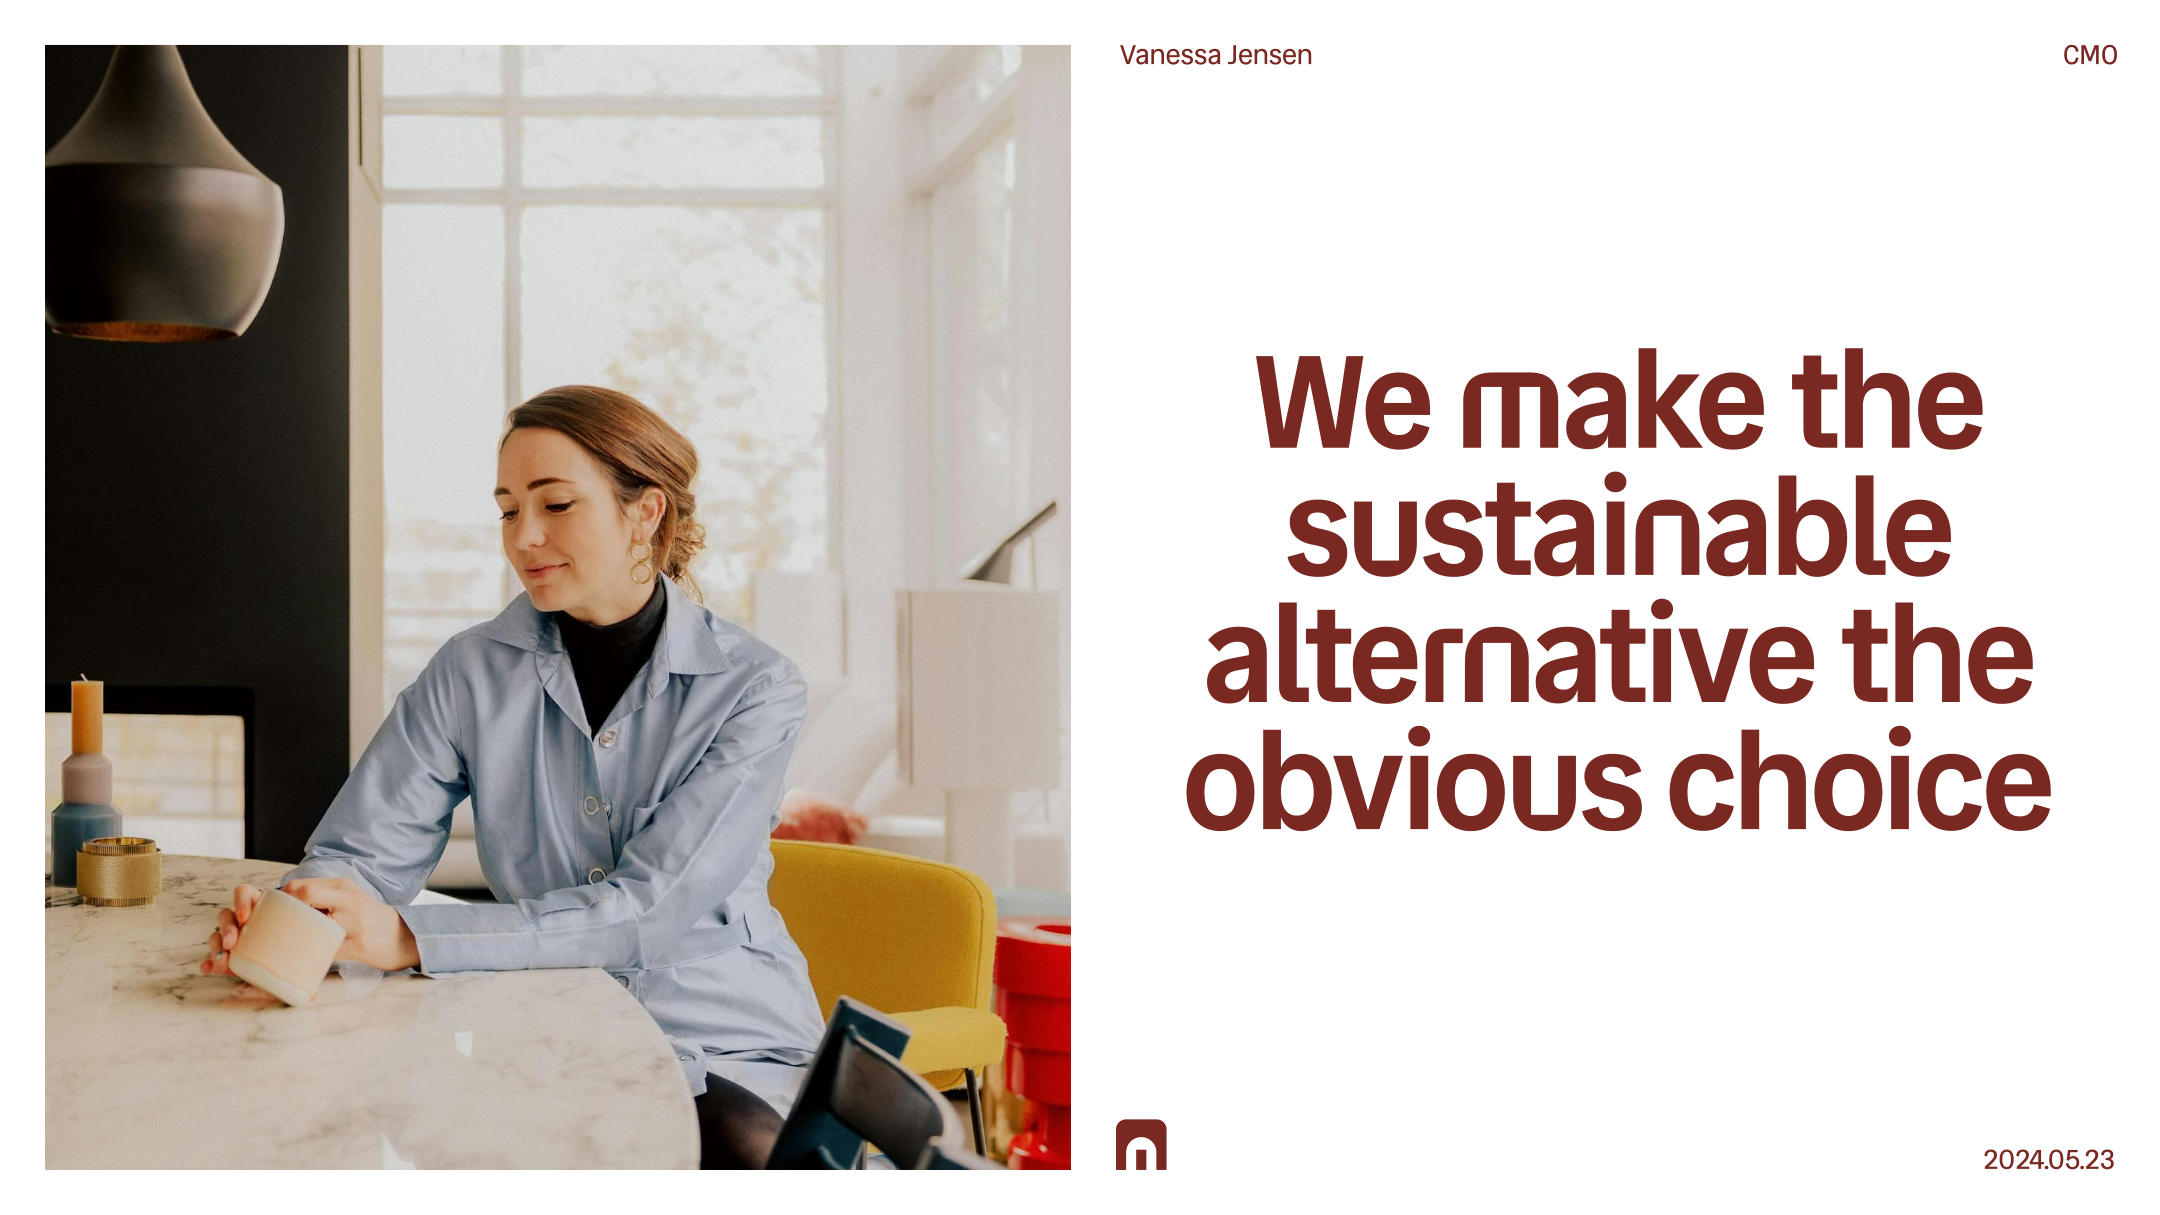 Vanessa Jensen
CMO
We make the
sustainable
alternative the
obvious choice
2024.05.23